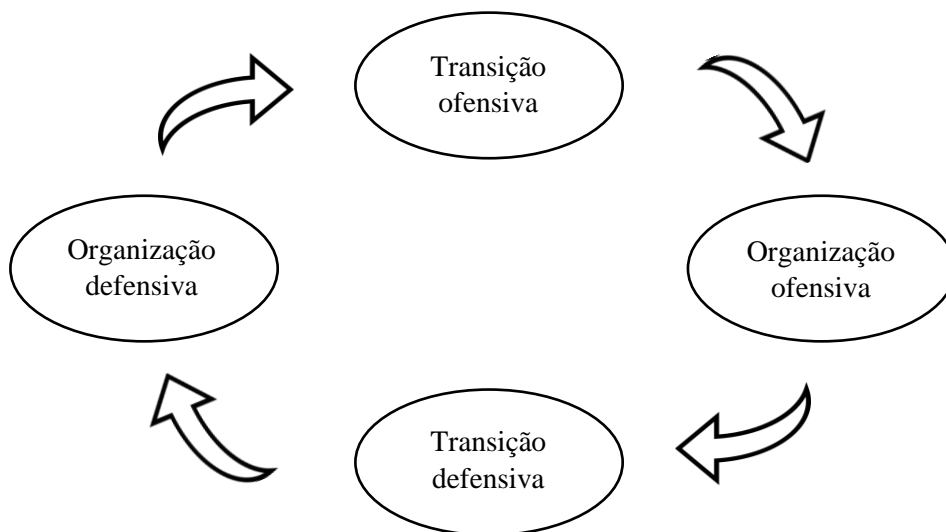 Transição
ofensiva
Organização
defensiva
Organização
ofensiva
Transição
defensiva